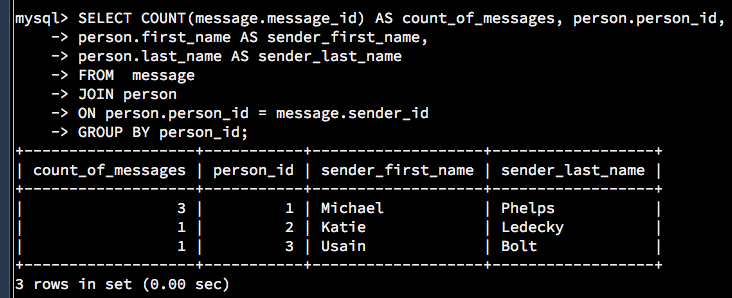 mysql> SELECT COUNT(message.message_id) AS count_of_messages, person.person_id,
    -> person.first_name AS sender_first_name,
    -> person.last_name AS sender_last_name
    -> FROM  message
    -> JOIN person
    -> ON person.person_id = message.sender_id
    -> GROUP BY person_id;
+-------------------+-----------+-------------------+------------------+
| count_of_messages | person_id | sender_first_name | sender_last_name |
+-------------------+-----------+-------------------+------------------+
|                 3 |         1 | Michael           | Phelps           |
|                 1 |         2 | Katie             | Ledecky          |
|                 1 |         3 | Usain             | Bolt             |
+-------------------+-----------+-------------------+------------------+
3 rows in set (0.00 sec)